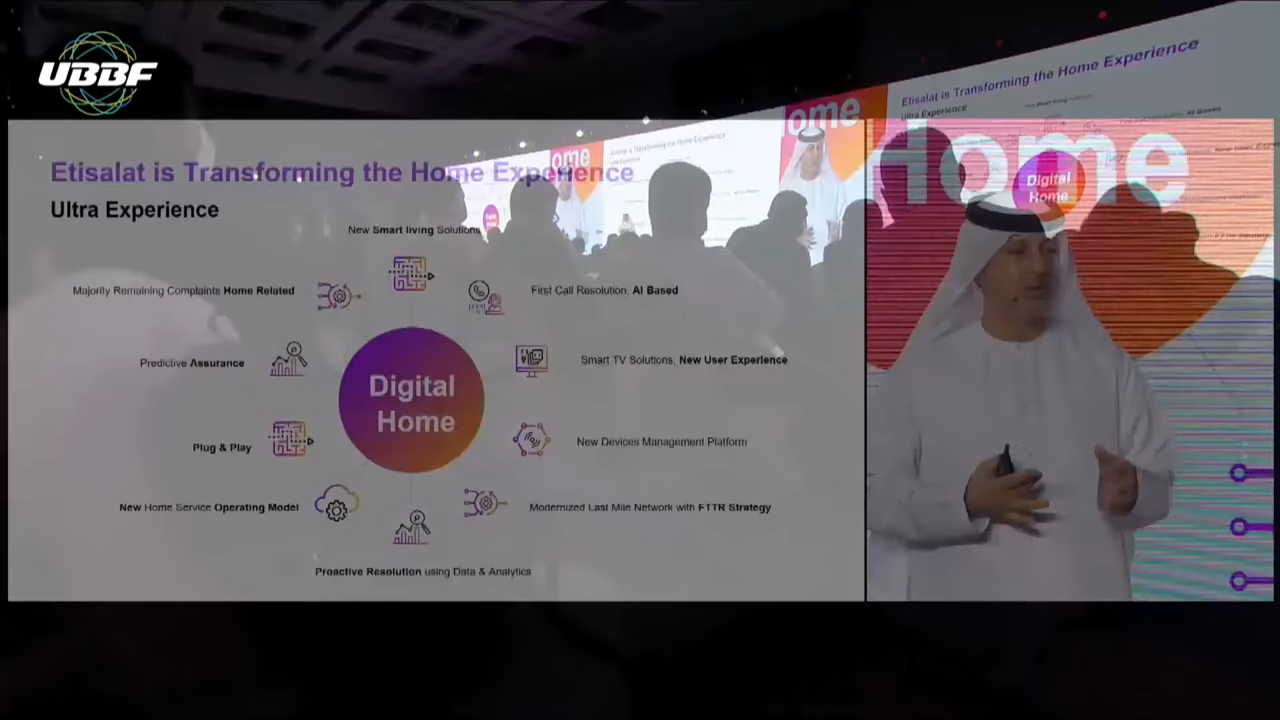 UBBF
Etisalat is Transforming the Home Experience
Ultra Experience
New Smart living Solutions
Majority Remaining Complaints Home Related
First Call Resolution, AI Based
Predictive Assurance
Smart TV Solutions, New User Experience
Digital
Home
Plug & Play
New Devices Management Platform
New Home Service Operating Model
Modernized Last Mile Network with FTTR Strategy
Proactive Resolution using Data & Analytics
ome
ome
Etisalat is Transforming the Home Experience
Ultra Experience
Home
Digital
Home